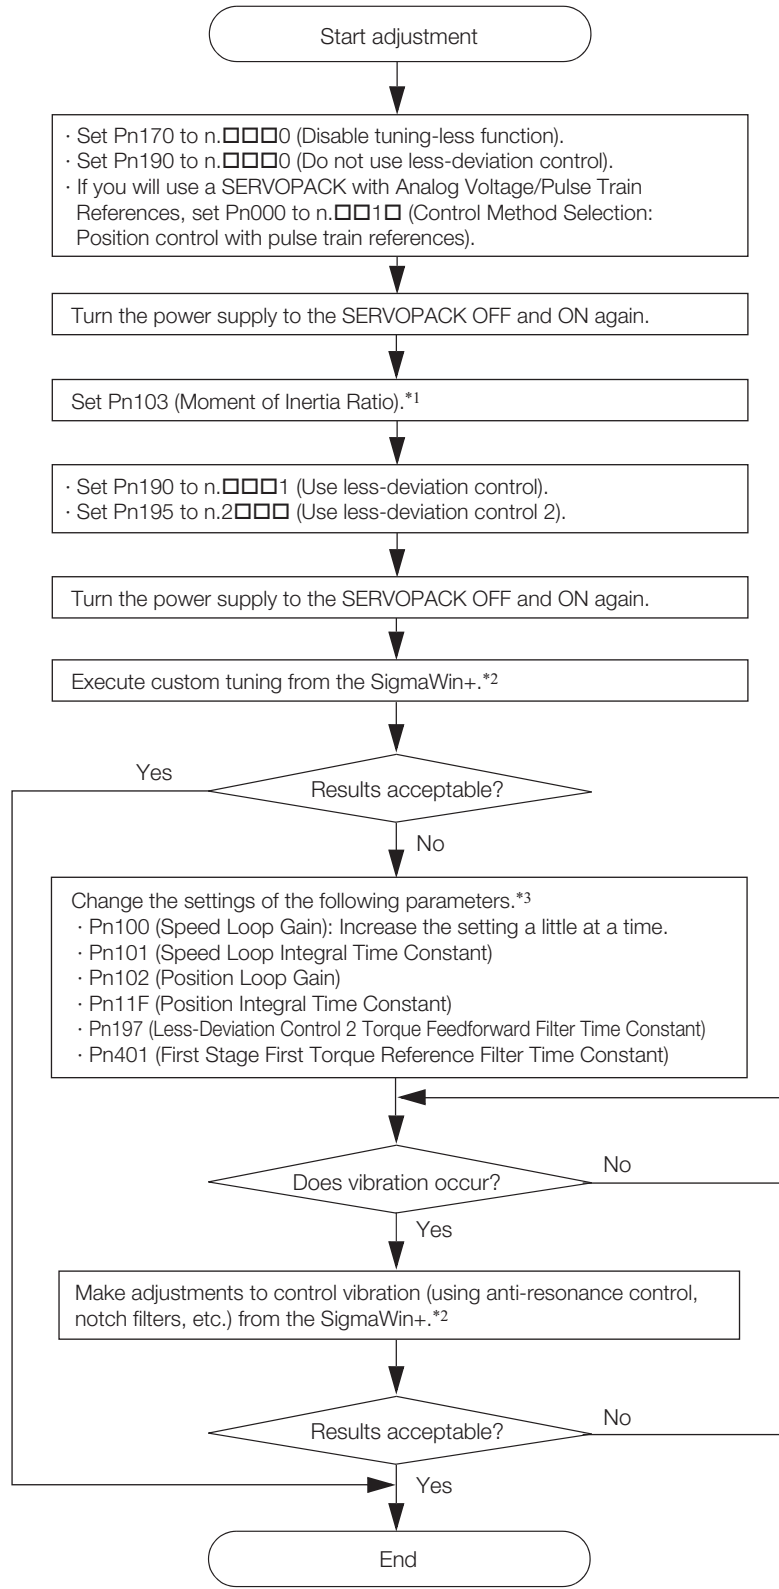 Start adjustment
· Set Pn170 to n.□□□0 (Disable tuning-less function).
· Set Pn190 to n.□□□0 (Do not use less-deviation control).
· If you will use a SERVOPACK with Analog Voltage/Pulse Train
References, set Pn000 to n.□□1□ (Control Method Selection:
Position control with pulse train references).
Turn the power supply to the SERVOPACK OFF and ON again.
Set Pn103 (Moment of Inertia Ratio).*1
· Set Pn190 to n.□□□1 (Use less-deviation control).
· Set Pn195 to n.2□□□ (Use less-deviation control 2).
Turn the power supply to the SERVOPACK OFF and ON again.
Execute custom tuning from the SigmaWin+.*2
Yes
Results acceptable?
No
Change the settings of the following parameters.*3
· Pn100 (Speed Loop Gain): Increase the setting a little at a time.
· Pn101 (Speed Loop Integral Time Constant)
· Pn102 (Position Loop Gain)
· Pn11F (Position Integral Time Constant)
· Pn197 (Less-Deviation Control 2 Torque Feedforward Filter Time Constant)
· Pn401 (First Stage First Torque Reference Filter Time Constant)
Does vibration occur?
No
Yes
Make adjustments to control vibration (using anti-resonance control,
notch filters, etc.) from the SigmaWin+.*2
Results acceptable?
No
Yes
End